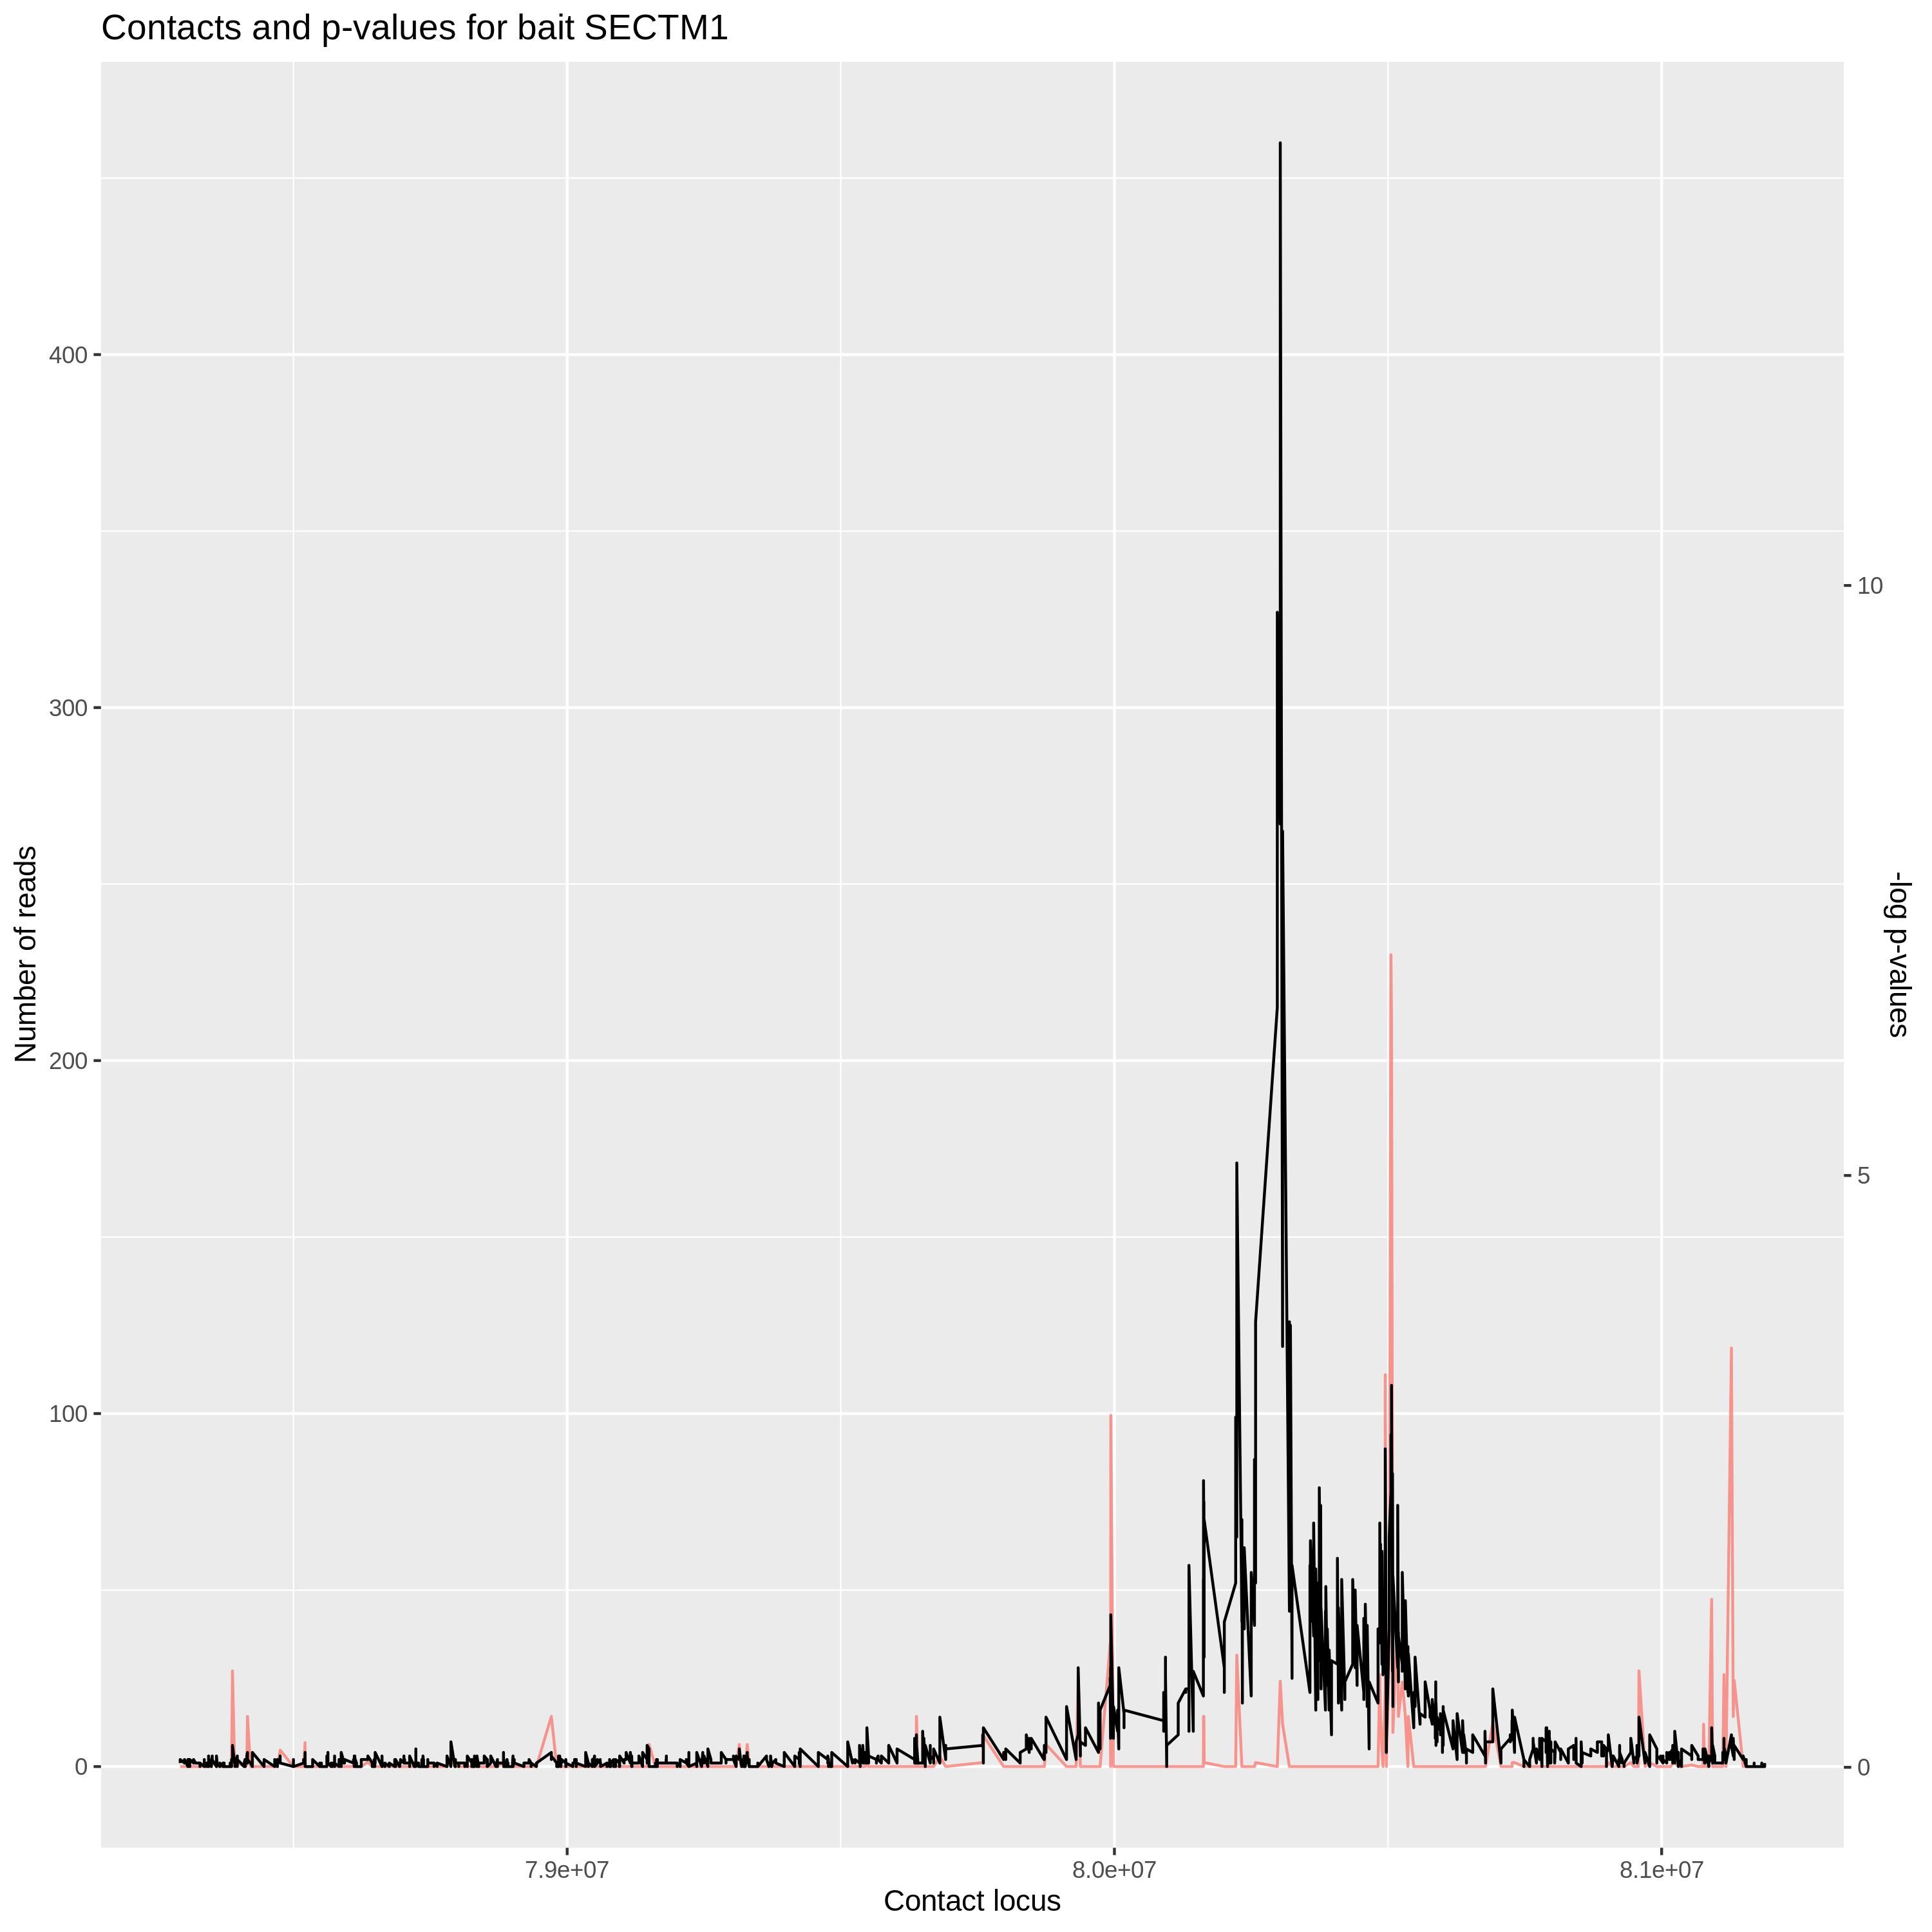 Contacts and p-values for bait SECTM1
Number of reads
400
300
200
100
0
10
5
0
-log p-values
7.9e+07
8.0e+07
8.1e+07
Contact locus